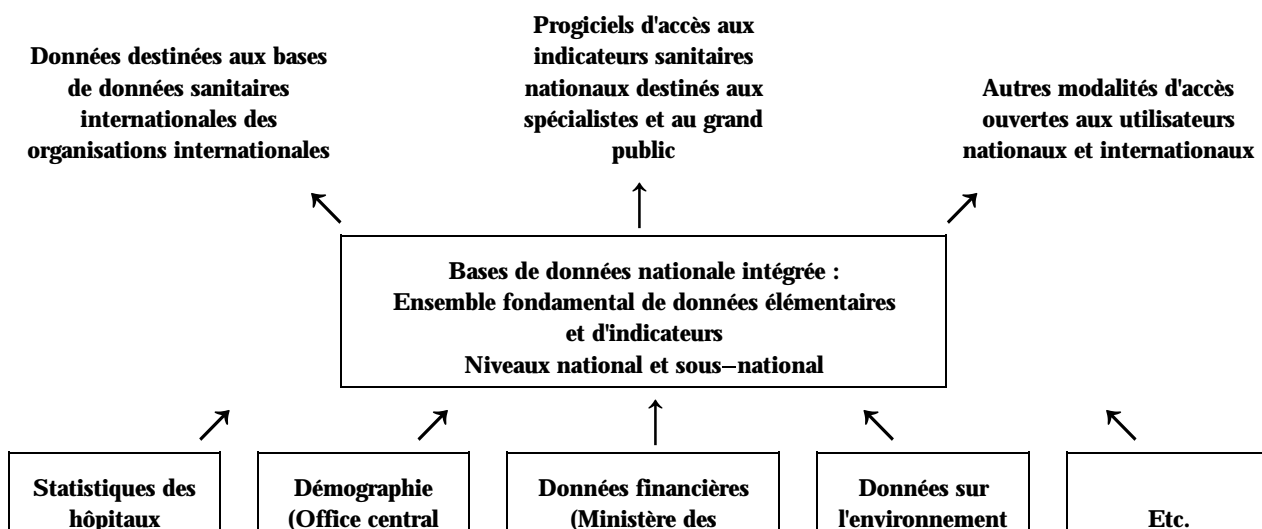 Données destinées aux bases
de données sanitaires
internationales des
organisations internationales
Progiciels d'accès aux
indicateurs sanitaires
nationaux destinés aux
spécialistes et au grand
public
Autres modalités d'accès
ouvertes aux utilisateurs
nationaux et internationaux
Bases de données nationale intégrée :
Ensemble fondamental de données élémentaires
et d'indicateurs
Niveaux national et sous–national
Statistiques des
hôpitaux
Démographie
(Office central
Données financières
(Ministère des
Données sur
l'environnement
Etc.